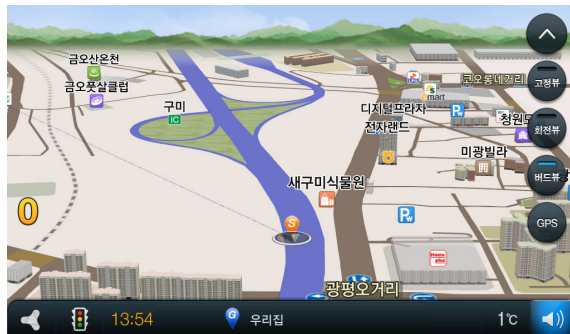 금오산온천
금오풋살클럽
구미
IC
emart
코오롱네거리
고정뷰
디지털프라자
전자랜드
P
청원
회전뷰
미광빌라
버드뷰
새구미식물원
0
S
P
GPS
Home plus
광평오거리
13:54
G
우리집
1℃